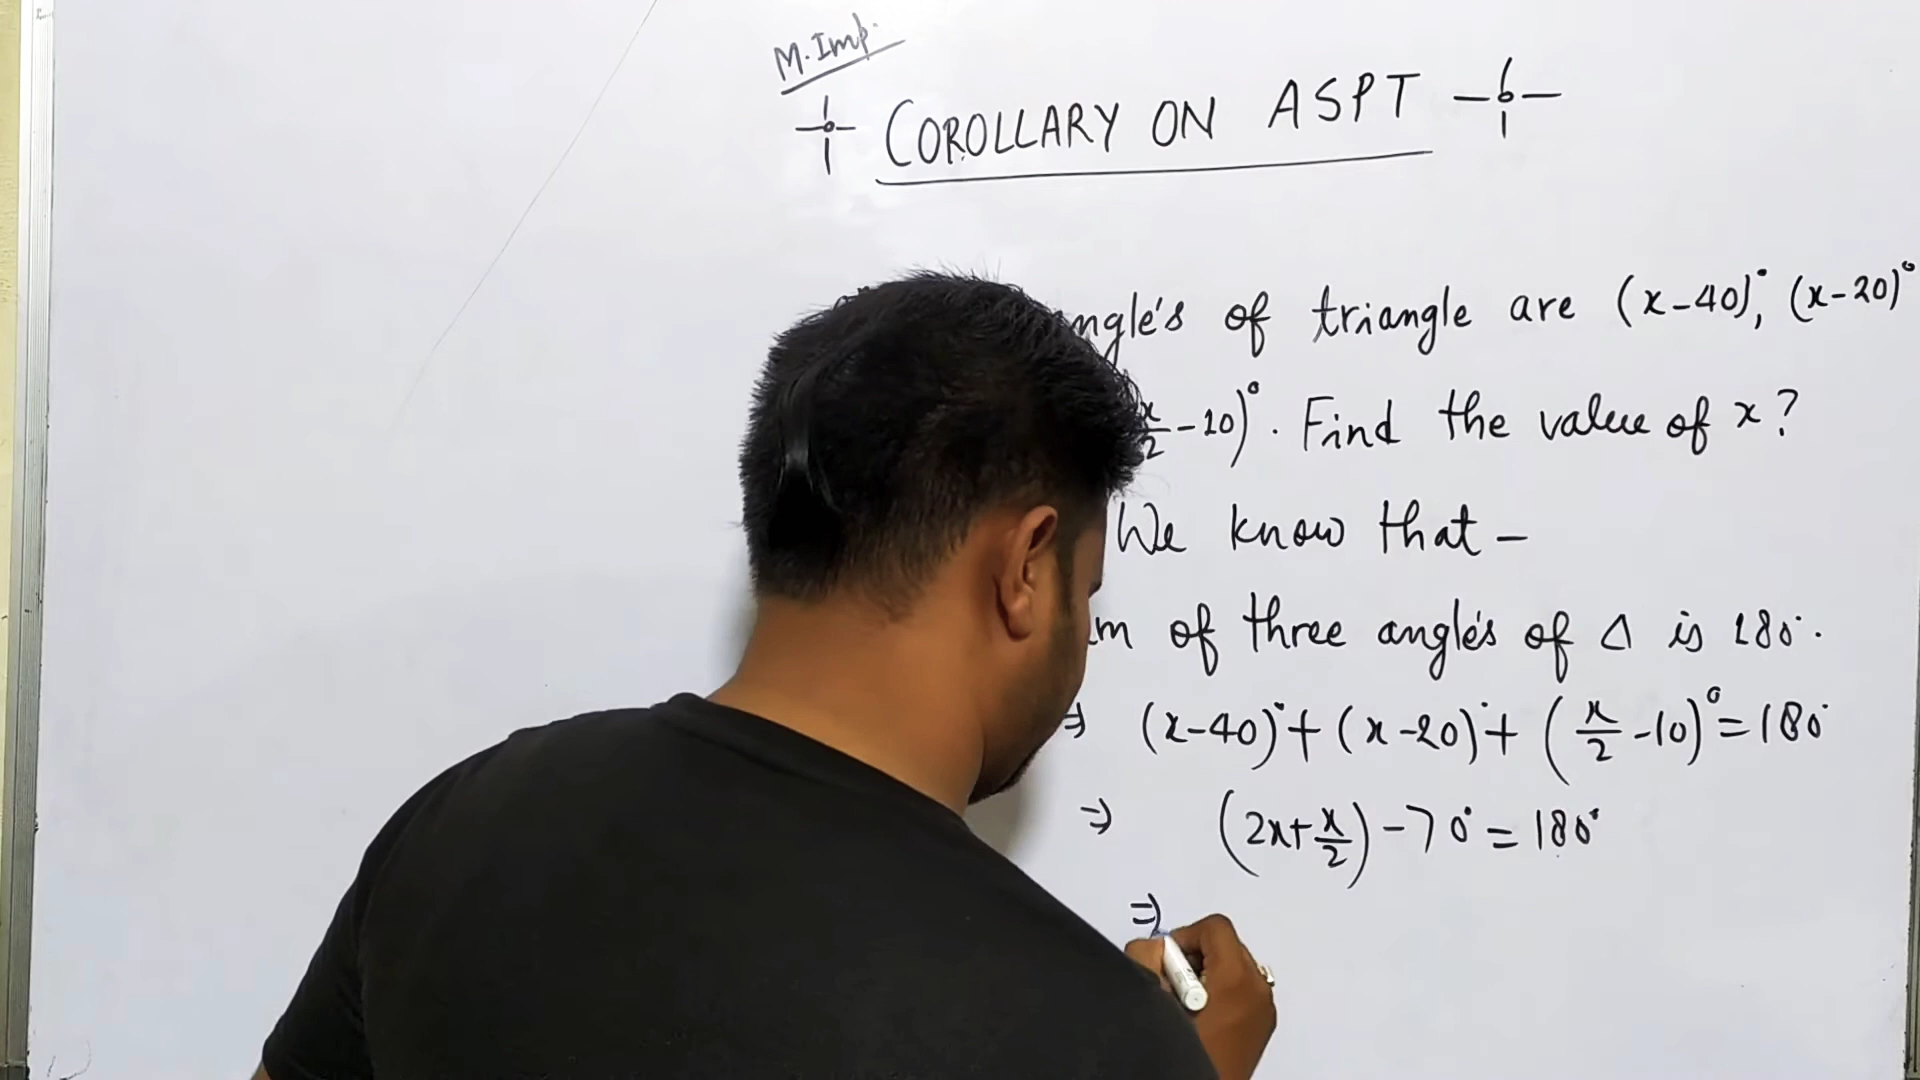 M.Imp.
COROLLARY ON ASPT
of triangle are (x-40)°, (x-20)°
x/2 -10)°. Find the value of x?
We know that -
of three angle's of Δ is 180°.
⇒ (x-40)°+(x-20)°+(x/2 -10)°=180°
⇒ (2x+x/2)-70°=180°
⇒